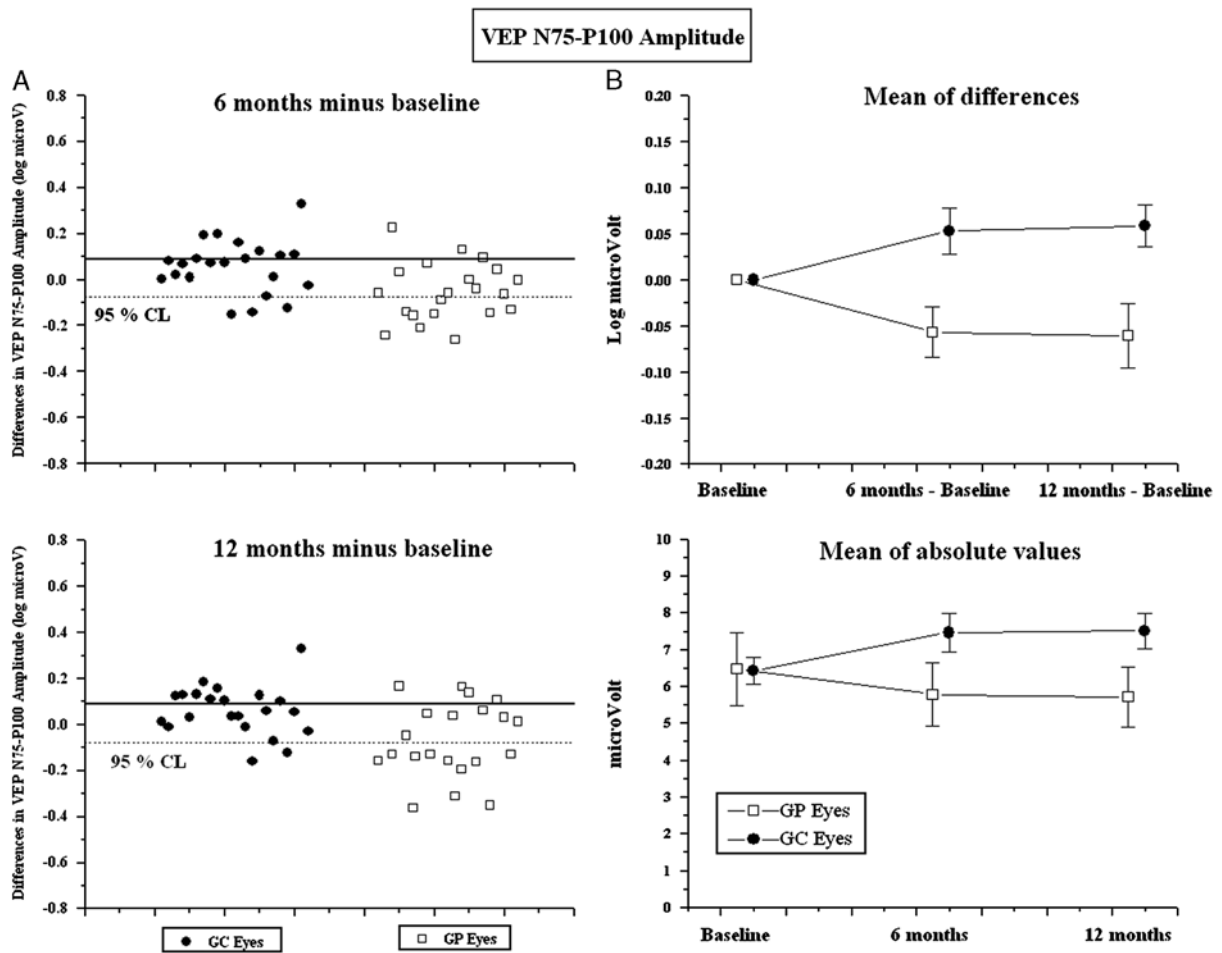 VEP N75-P100 Amplitude
A
6 months minus baseline
Differences in VEP N75-P100 Amplitude (log microV)
0.8
0.6
0.4
0.2
0.0
-0.2
-0.4
-0.6
-0.8
95 % CL
B
Mean of differences
Log microVolt
0.20
0.15
0.10
0.05
0.00
-0.05
-0.10
-0.15
-0.20
Baseline
6 months - Baseline
12 months - Baseline
12 months minus baseline
Differences in VEP N75-P100 Amplitude (log microV)
0.8
0.6
0.4
0.2
0.0
-0.2
-0.4
-0.6
-0.8
95 % CL
GC Eyes
GP Eyes
Mean of absolute values
microVolt
10
9
8
7
6
5
4
3
2
1
0
GP Eyes
GC Eyes
Baseline
6 months
12 months